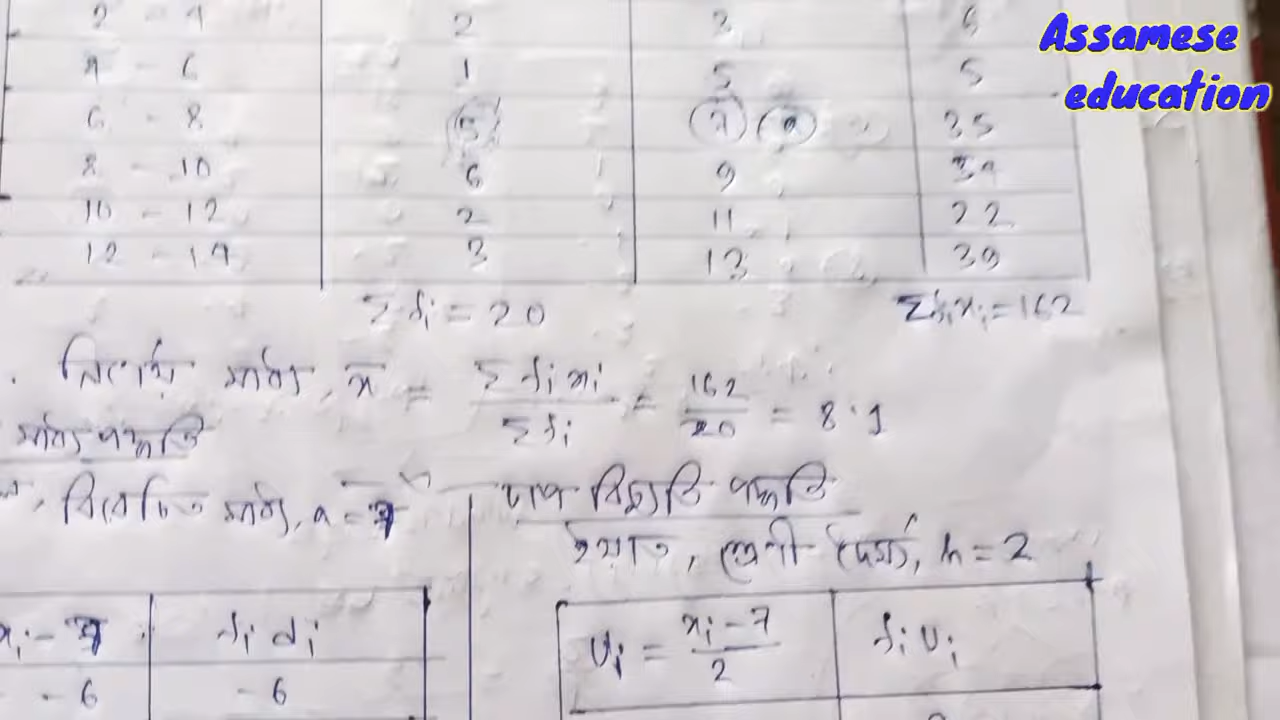 Assamese
education
2 - 4 2 3 6
4 - 6 1 5 5
6 - 8 5 7 35
8 - 10 6 9 54
10 - 12 2 11 22
12 - 14 3 13 39
Σfᵢ = 20 Σfᵢxᵢ = 162
নিৰ্ণেয় মাধ্য, x̄ = Σfᵢxᵢ / Σfᵢ = 162 / 20 = 8.1
মাধ্য পদ্ধতি
বিবেচিত মাধ্য, a = 7
খাপ বিচ্যুতি পদ্ধতি
ইয়াত, শ্ৰেণী দৈৰ্ঘ্য, h = 2
xᵢ - 7 fᵢdᵢ
- 6 - 6
uᵢ = xᵢ - 7 / 2 fᵢuᵢ